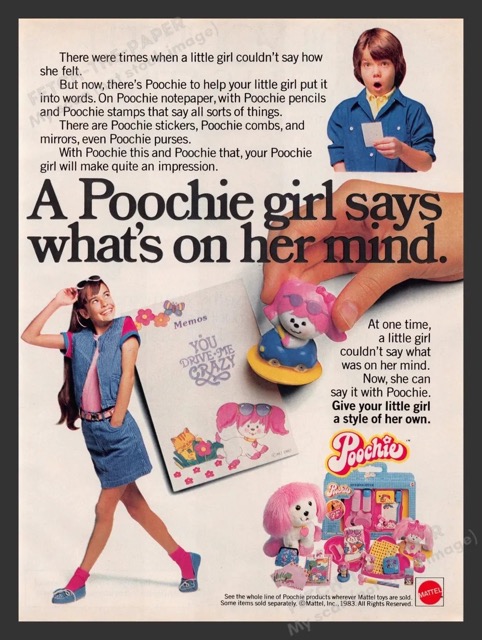 There were times when a little girl couldn't say how
she felt.
But now, there's Poochie to help your little girl put it
into words. On Poochie notepaper, with Poochie pencils
and Poochie stamps that say all sorts of things.
There are Poochie stickers, Poochie combs, and
mirrors, even Poochie purses.
With Poochie this and Poochie that, your Poochie
girl will make quite an impression.
A Poochie girl says
what's on her mind.
Memos
YOU
DRIVE ME
CRAZY
At one time,
a little girl
couldn't say what
was on her mind.
Now, she can
say it with Poochie.
Give your little girl
a style of her own.
Poochie™
Poochie
See the whole line of Poochie products wherever Mattel toys are sold.
Some items sold separately. ©Mattel, Inc., 1983. All Rights Reserved.
MATTEL